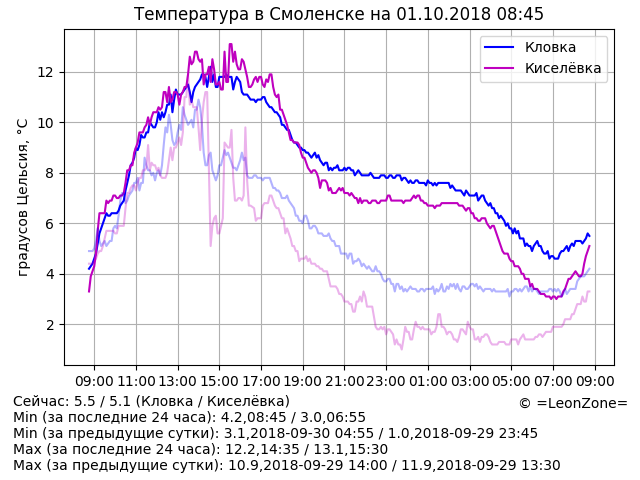 Температура в Смоленске на 01.10.2018 08:45
градусов Цельсия, °C
12
10
8
6
4
2
Кловка
Киселёвка
09:00 11:00 13:00 15:00 17:00 19:00 21:00 23:00 01:00 03:00 05:00 07:00 09:00
© =LeonZone=
Сейчас: 5.5 / 5.1 (Кловка / Киселёвка)
Min (за последние 24 часа): 4.2,08:45 / 3.0,06:55
Min (за предыдущие сутки): 3.1,2018-09-30 04:55 / 1.0,2018-09-29 23:45
Max (за последние 24 часа): 12.2,14:35 / 13.1,15:30
Max (за предыдущие сутки): 10.9,2018-09-29 14:00 / 11.9,2018-09-29 13:30